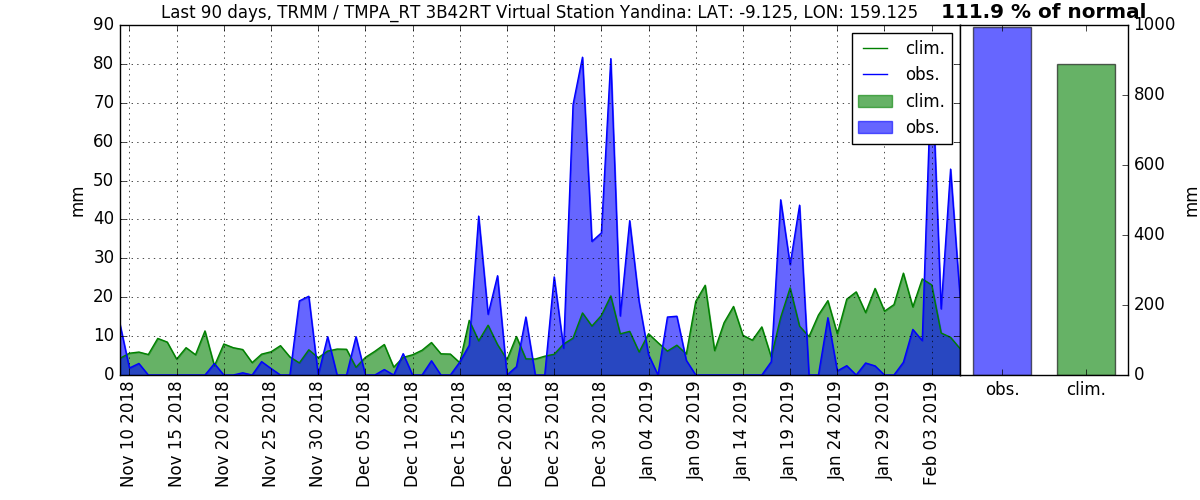 Last 90 days, TRMM / TMPA_RT 3B42RT Virtual Station Yandina: LAT: -9.125, LON: 159.125
111.9 % of normal
90
80
70
60
50
40
30
20
10
0
mm
clim.
obs.
clim.
obs.
1000
800
600
400
200
0
mm
obs.
clim.
Nov 10 2018
Nov 15 2018
Nov 20 2018
Nov 25 2018
Nov 30 2018
Dec 05 2018
Dec 10 2018
Dec 15 2018
Dec 20 2018
Dec 25 2018
Dec 30 2018
Jan 04 2019
Jan 09 2019
Jan 14 2019
Jan 19 2019
Jan 24 2019
Jan 29 2019
Feb 03 2019